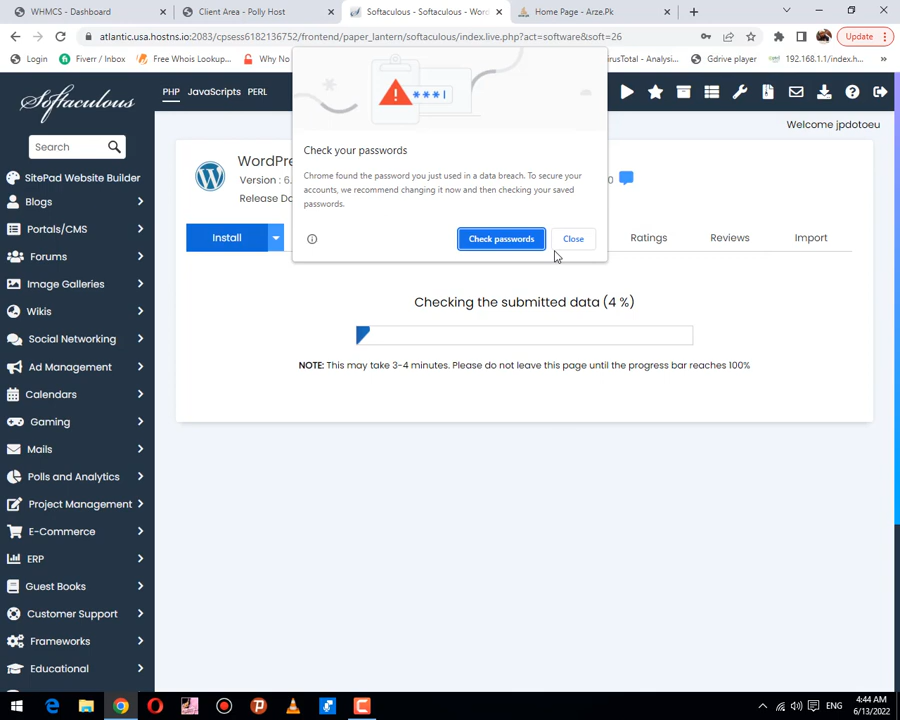 WHMCS - Dashboard
Client Area - Polly Host
Softaculous - Softaculous - Wor
Home Page - Arze.Pk
atlantic.usa.hostns.io:2083/cpsess6182136752/frontend/paper_lantern/softaculous/index.live.php?act=software&soft=26
Update
Login
Fiverr / Inbox
Free Whois Lookup...
Why No
rusTotal - Analysi...
Gdrive player
192.168.1.1/index.h...
Softaculous
PHP
JavaScripts
PERL
Welcome jpdotoeu
Search
SitePad Website Builder
Blogs
Portals/CMS
Forums
Image Galleries
Wikis
Social Networking
Ad Management
Calendars
Gaming
Mails
Polls and Analytics
Project Management
E-Commerce
ERP
Guest Books
Customer Support
Frameworks
Educational
WordPre
Version : 6.
0
Release Da
Install
Ratings
Reviews
Import
***|
Check your passwords
Chrome found the password you just used in a data breach. To secure your
accounts, we recommend changing it now and then checking your saved
passwords.
Check passwords
Close
Checking the submitted data (4 %)
NOTE: This may take 3-4 minutes. Please do not leave this page until the progress bar reaches 100%
ENG
4:44 AM
6/13/2022